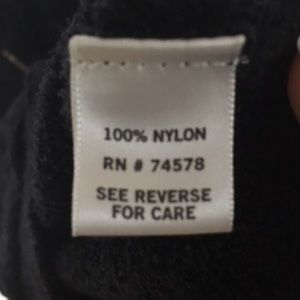 100% NYLON
RN # 74578
SEE REVERSE
FOR CARE